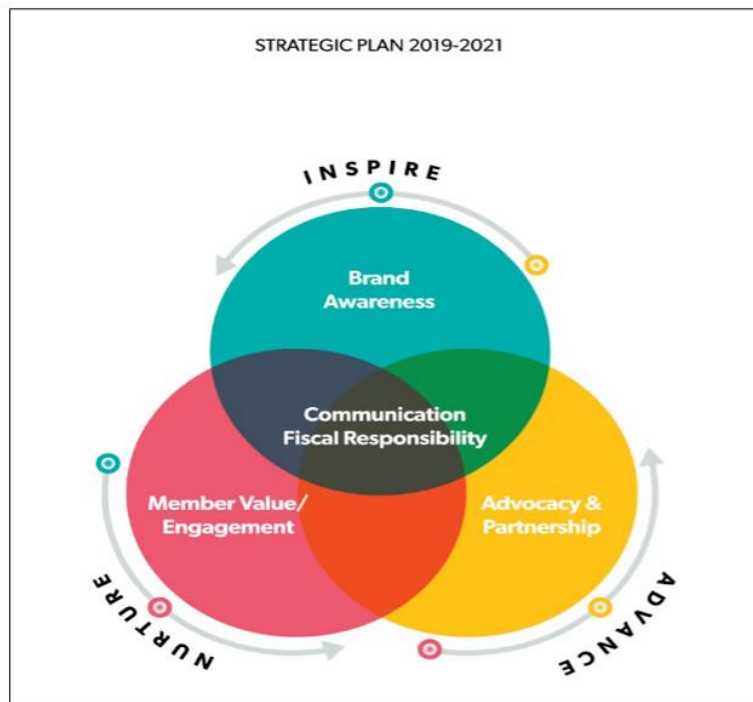 STRATEGIC PLAN 2019-2021
INSPIRE
Brand
Awareness
Communication
Fiscal Responsibility
Member Value/
Engagement
Advocacy &
Partnership
NURTURE
ADVANCE